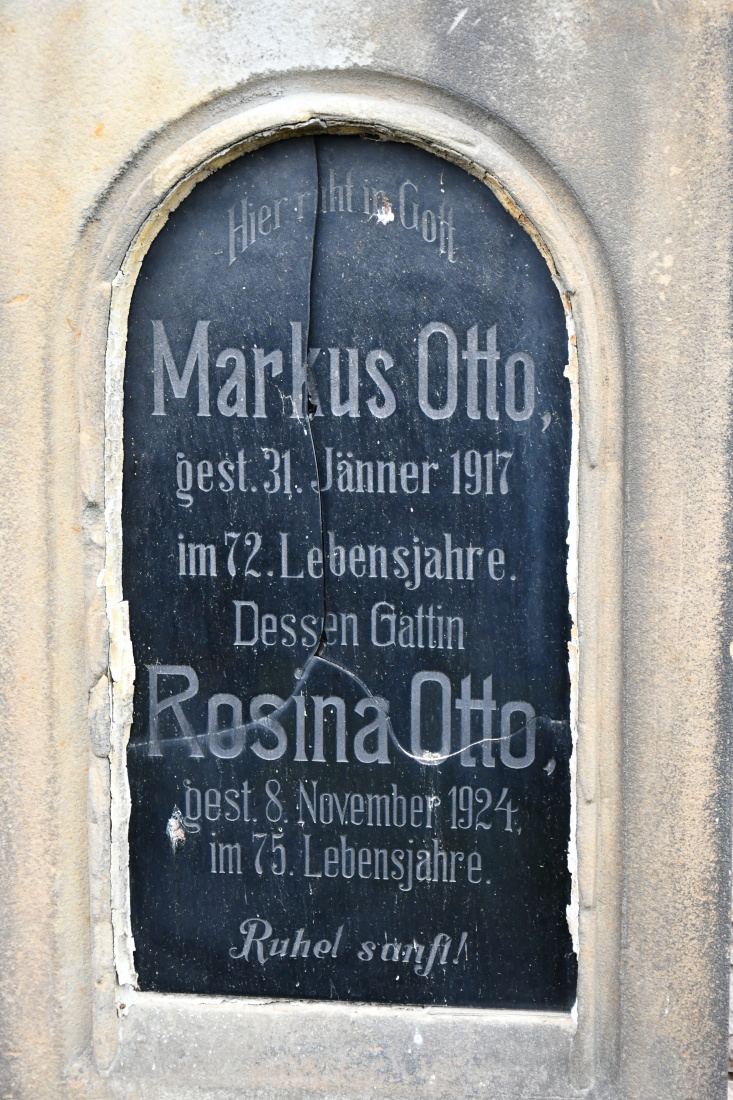 Hier ruht in Gott
Markus Otto,
gest. 31. Jänner 1917
im 72. Lebensjahre.
Dessen Gattin
Rosina Otto,
gest. 8. November 1924,
im 75. Lebensjahre.
Ruhet sanft!